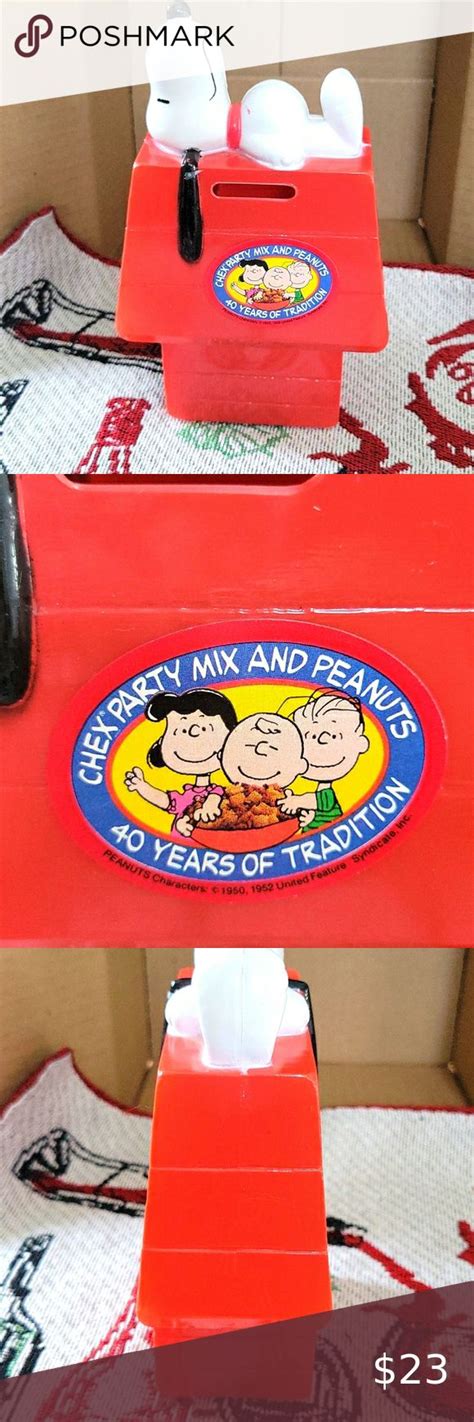 POSHMARK
CHEX PARTY MIX AND PEANUTS
40 YEARS OF TRADITION
CHEX® PARTY MIX AND PEANUTS
40 YEARS OF TRADITION
PEANUTS Characters: © 1950, 1952 United Feature Syndicate, Inc.
$23